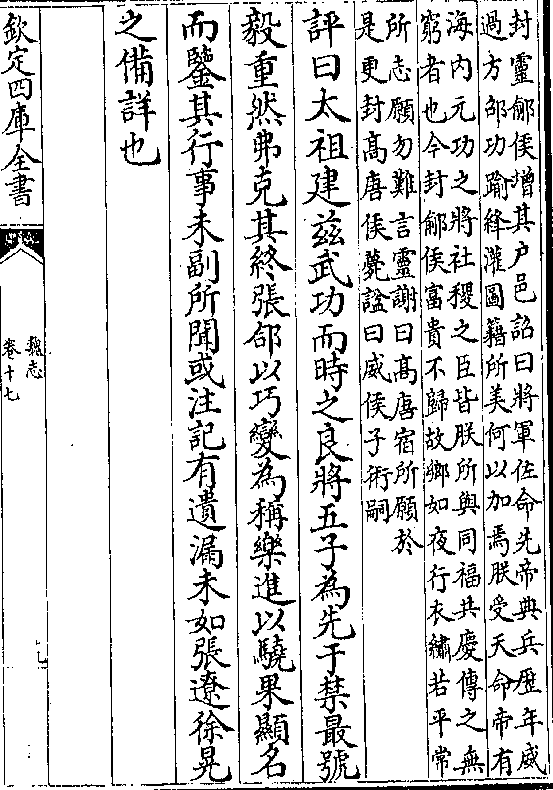 封靈鄃侯增其户邑詔曰將軍佐命先帝典兵歴年威
過方邵功踰絳灌圖籍所美何以加焉朕受天命帝有
海内元功之將社稷之臣皆朕所與同福共慶傳之無
窮者也今封鄃侯富貴不歸故鄉如夜行衣繡若平常
所志願勿難言靈謝曰髙唐宿所願於
是更封髙唐侯薨諡曰威侯子術嗣
評曰太祖建兹武功而時之良將五子為先于禁最號
毅重然弗克其終張郃以巧變為稱樂進以驍果顯名
而鑒其行事未副所聞或注記有遺漏未如張遼徐晃
之備詳也
欽定四庫全書
魏志
卷十七